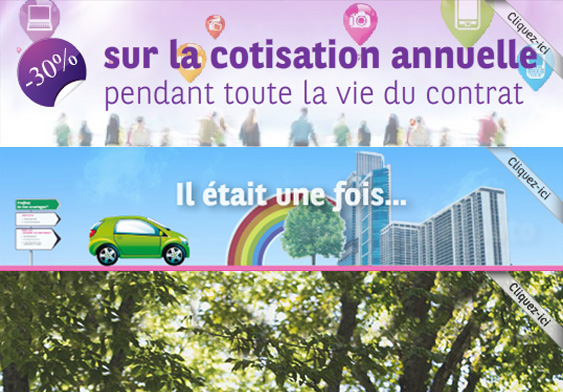 -30%
sur la cotisation annuelle
pendant toute la vie du contrat
Cliquez-ici
Il était une fois...
Cliquez-ici
Cliquez-ici